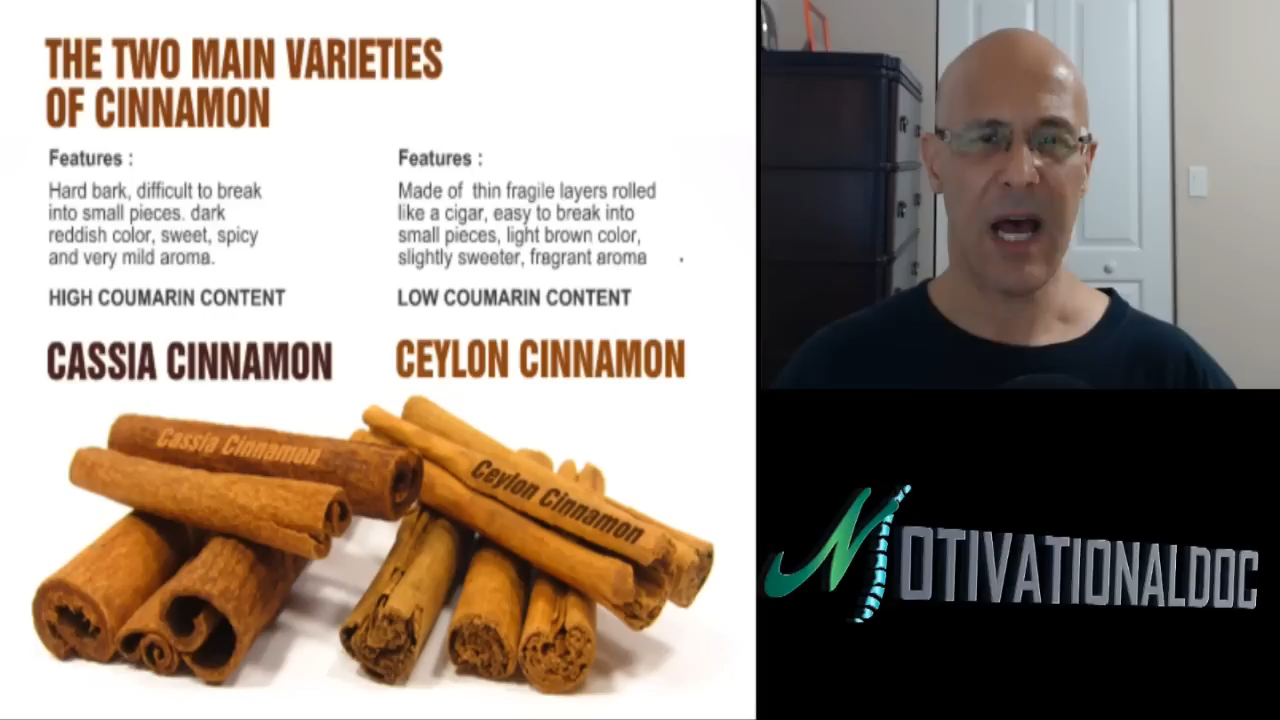 THE TWO MAIN VARIETIES
OF CINNAMON
Features :
Hard bark, difficult to break
into small pieces. dark
reddish color, sweet, spicy
and very mild aroma.
HIGH COUMARIN CONTENT
CASSIA CINNAMON
Features :
Made of thin fragile layers rolled
like a cigar, easy to break into
small pieces, light brown color,
slightly sweeter, fragrant aroma .
LOW COUMARIN CONTENT
CEYLON CINNAMON
Cassia Cinnamon
Ceylon Cinnamon
MOTIVATIONALDOC